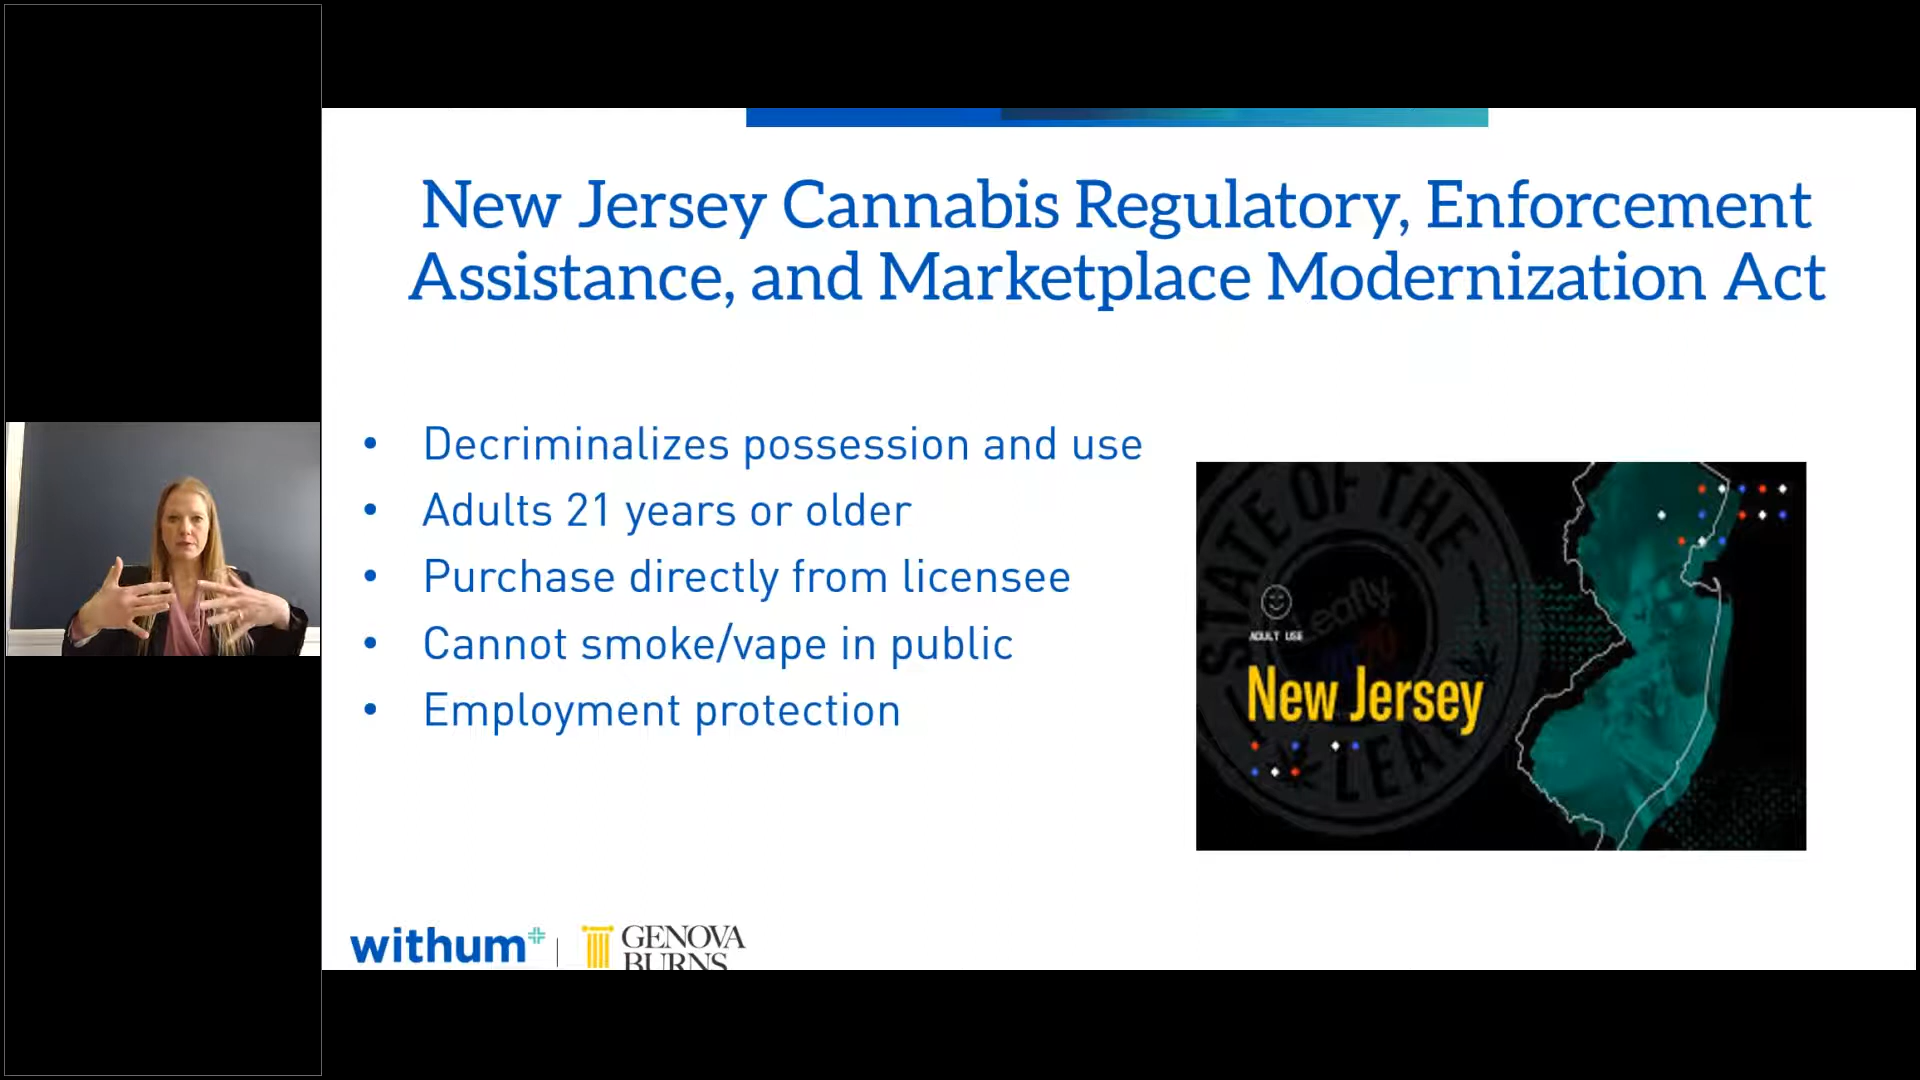 New Jersey Cannabis Regulatory, Enforcement
Assistance, and Marketplace Modernization Act
• Decriminalizes possession and use
• Adults 21 years or older
• Purchase directly from licensee
• Cannot smoke/vape in public
• Employment protection
STATE OF THE
Leafly
ADULT USE
New Jersey
LEAF
withum+
GENOVA
BURNS